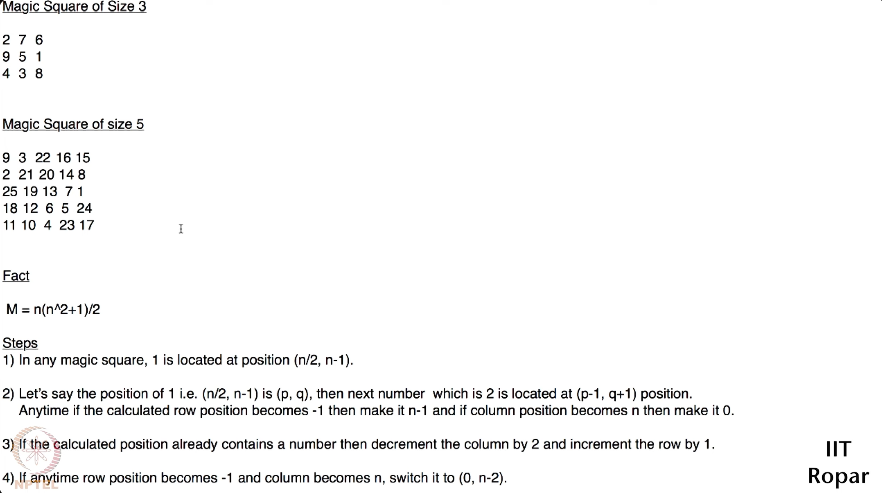 Magic Square of Size 3
2 7 6
9 5 1
4 3 8
Magic Square of size 5
9 3 22 16 15
2 21 20 14 8
25 19 13 7 1
18 12 6 5 24
11 10 4 23 17
Fact
M = n(n^2+1)/2
Steps
1) In any magic square, 1 is located at position (n/2, n-1).
2) Let's say the position of 1 i.e. (n/2, n-1) is (p, q), then next number which is 2 is located at (p-1, q+1) position.
Anytime if the calculated row position becomes -1 then make it n-1 and if column position becomes n then make it 0.
3) If the calculated position already contains a number then decrement the column by 2 and increment the row by 1.
4) If anytime row position becomes -1 and column becomes n, switch it to (0, n-2).
NPTEL
IIT
Ropar